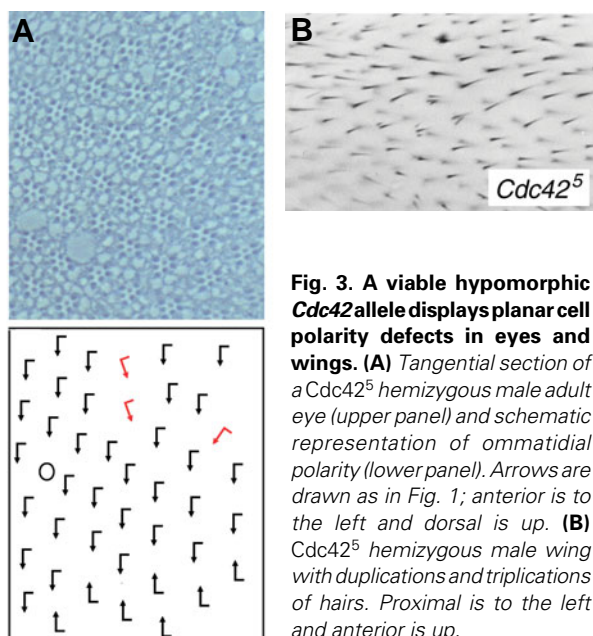 A
B
Cdc42⁵
Fig. 3. A viable hypomorphic
Cdc42 allele displays planar cell
polarity defects in eyes and
wings. (A) Tangential section of
a Cdc42⁵ hemizygous male adult
eye (upper panel) and schematic
representation of ommatidial
polarity (lower panel). Arrows are
drawn as in Fig. 1; anterior is to
the left and dorsal is up. (B)
Cdc42⁵ hemizygous male wing
with duplications and triplications
of hairs. Proximal is to the left
and anterior is up.